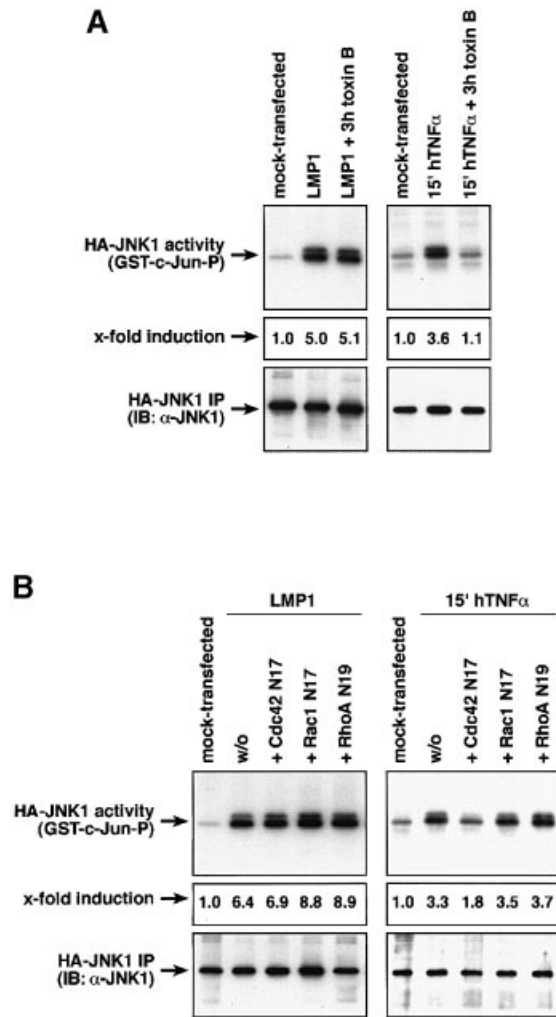 A
mock-transfected
LMP1
LMP1 + 3h toxin B
mock-transfected
15' hTNFα
15' hTNFα + 3h toxin B
HA-JNK1 activity
(GST-c-Jun-P)
x-fold induction
1.0 5.0 5.1
1.0 3.6 1.1
HA-JNK1 IP
(IB: α-JNK1)
B
LMP1
15' hTNFα
mock-transfected
w/o
+ Cdc42 N17
+ Rac1 N17
+ RhoA N19
mock-transfected
w/o
+ Cdc42 N17
+ Rac1 N17
+ RhoA N19
HA-JNK1 activity
(GST-c-Jun-P)
x-fold induction
1.0 6.4 6.9 8.8 8.9
1.0 3.3 1.8 3.5 3.7
HA-JNK1 IP
(IB: α-JNK1)